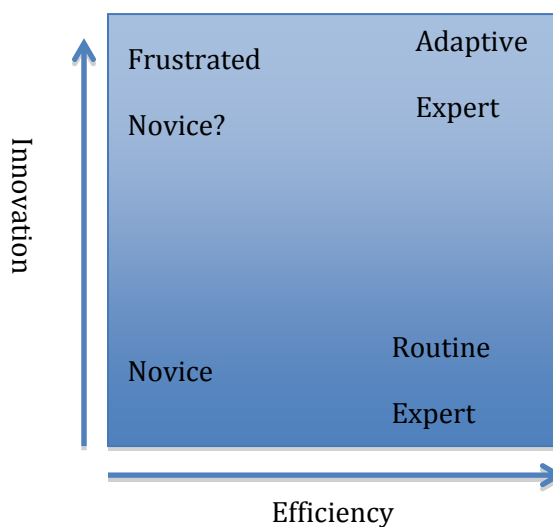 Frustrated
Novice?
Adaptive
Expert
Innovation
Novice
Routine
Expert
Efficiency